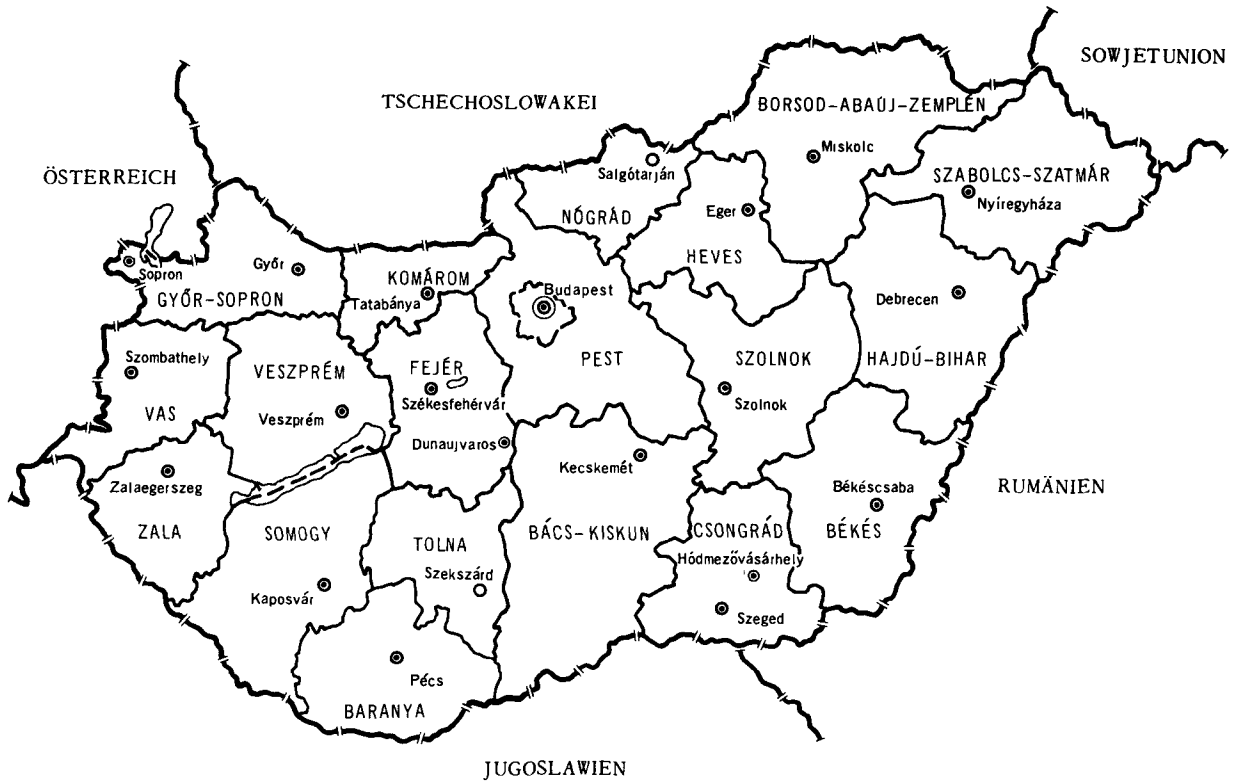 SOWJETUNION
TSCHECHOSLOWAKEI
BORSOD-ABAÚJ-ZEMPLÉN
Miskolc
Salgótarján
ÖSTERREICH
SZABOLCS-SZATMÁR
Nyíregyháza
NÓGRÁD
Eger
HEVES
Sopron
Győr
GYŐR-SOPRON
KOMÁROM
Tatabánya
Budapest
Debrecen
Szombathely
VESZPRÉM
FEJÉR
PEST
SZOLNOK
HAJDÚ-BIHAR
Székesfehérvár
Szolnok
VAS
Veszprém
Dunaujvaros
Kecskemét
Zalaegerszeg
Békéscsaba
RUMÄNIEN
ZALA
SOMOGY
TOLNA
BÁCS-KISKUN
CSONGRÁD
BÉKÉS
Hódmezővásárhely
Szekszárd
Kaposvár
Szeged
Pécs
BARANYA
JUGOSLAWIEN